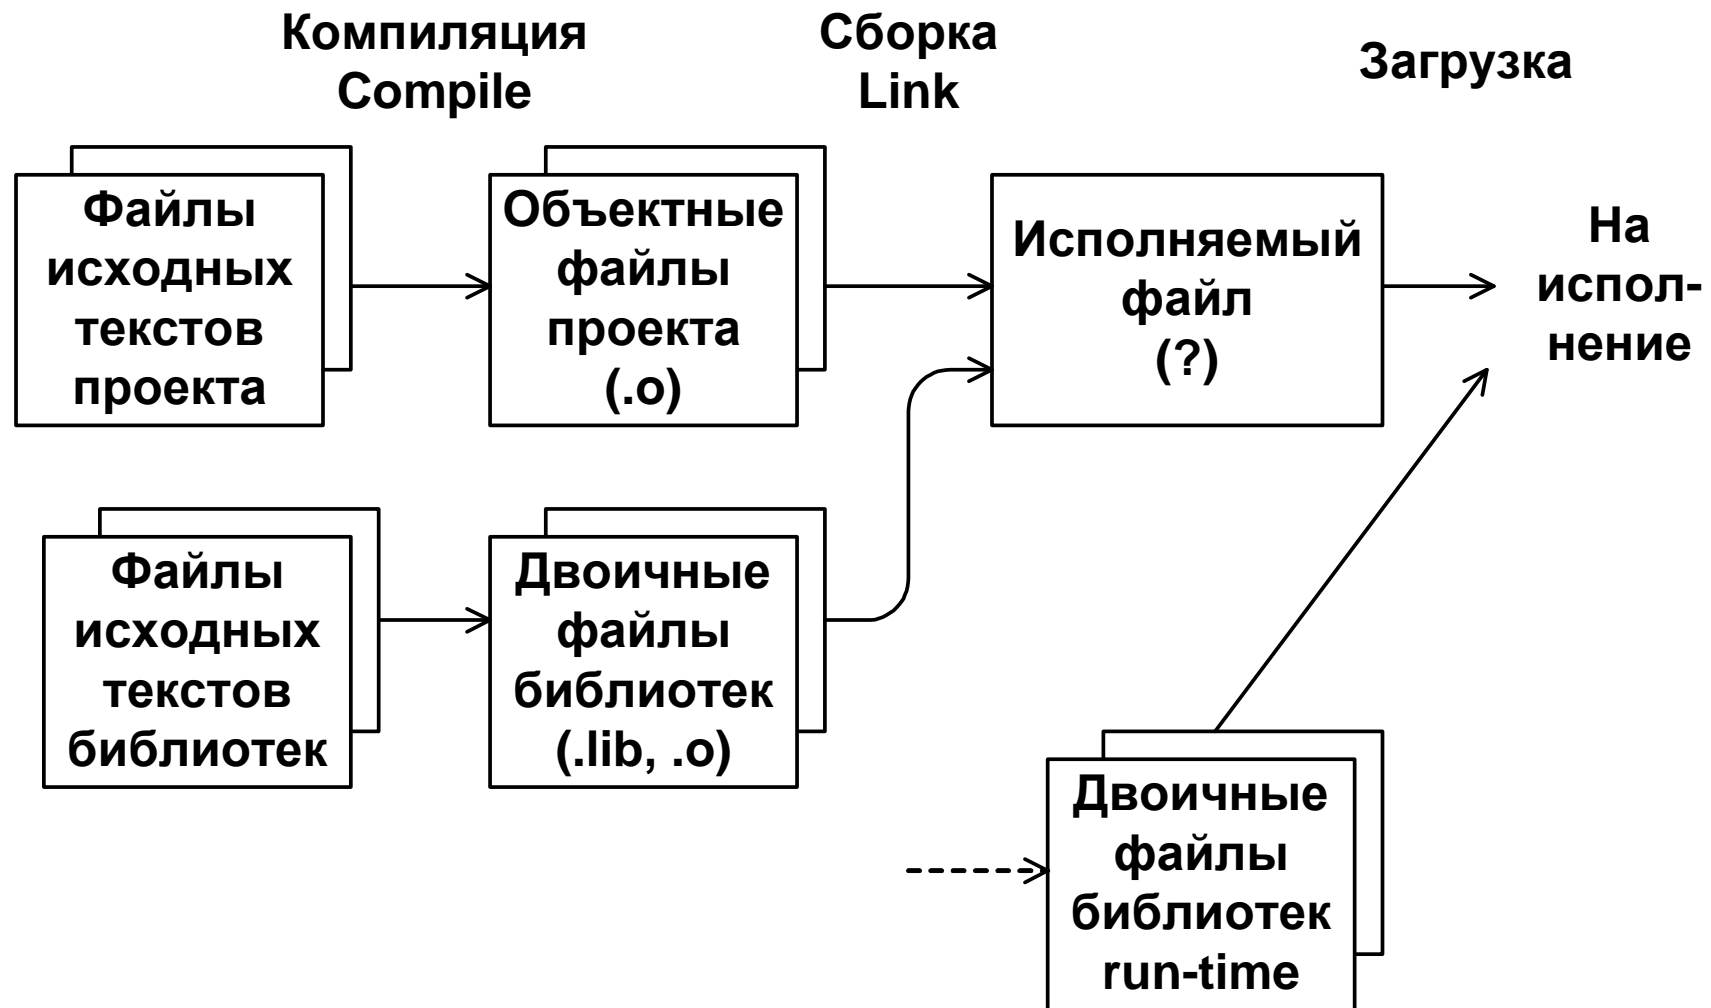 Компиляция
Compile
Сборка
Link
Загрузка
Файлы
исходных
текстов
проекта
Объектные
файлы
проекта
(.o)
Исполняемый
файл
(?)
На
испол-
нение
Файлы
исходных
текстов
библиотек
Двоичные
файлы
библиотек
(.lib, .o)
Двоичные
файлы
библиотек
run-time